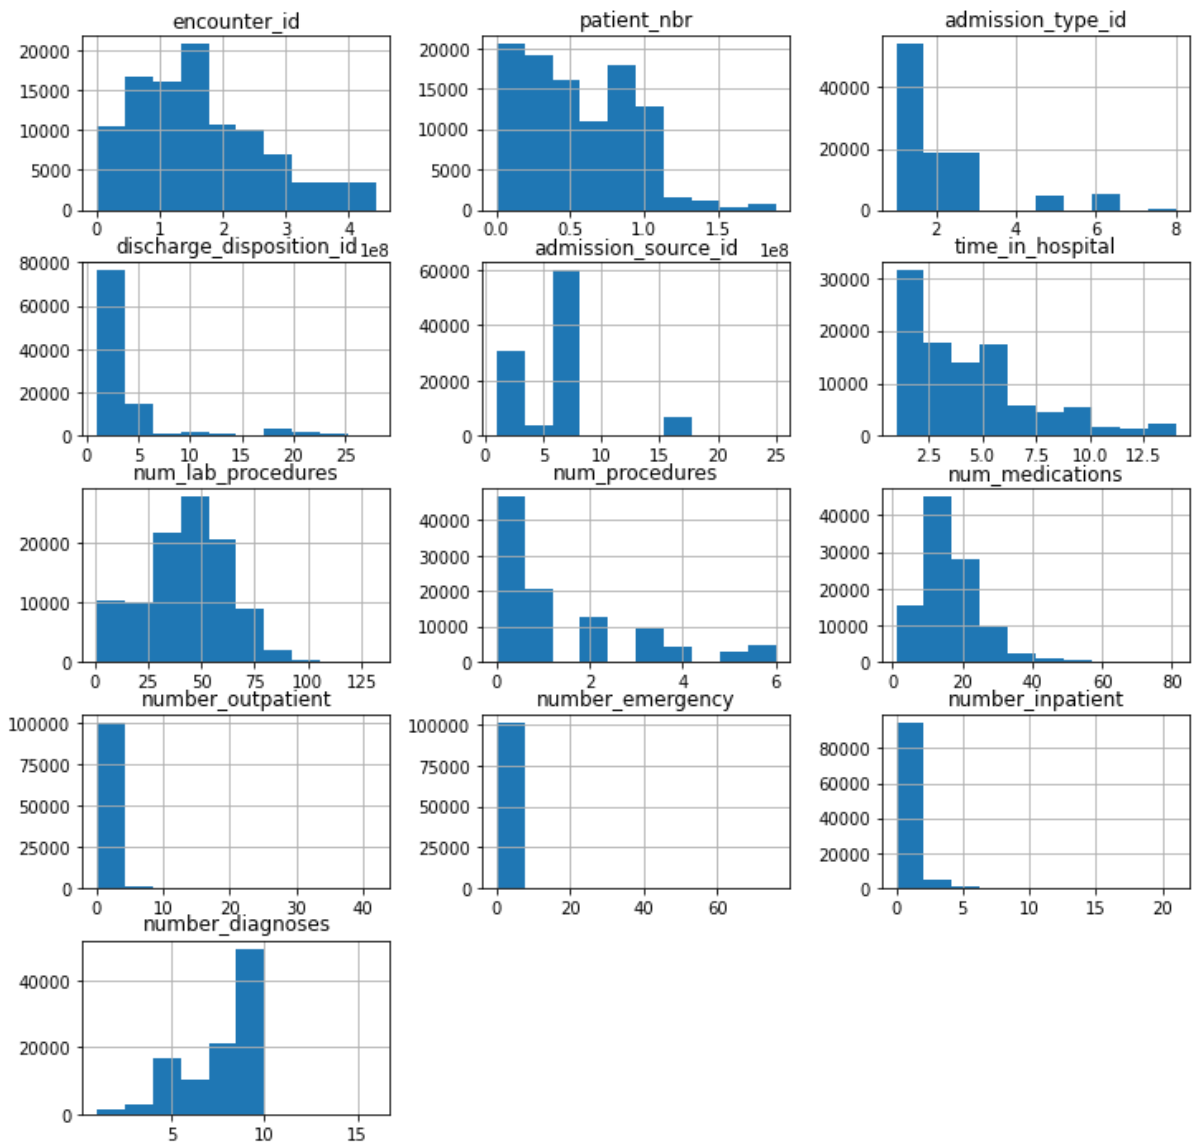 encounter_id
20000
15000
10000
5000
0
0 1 2 3 4
1e8
patient_nbr
20000
15000
10000
5000
0
0.0 0.5 1.0 1.5
1e8
admission_type_id
40000
20000
0
2 4 6 8
discharge_disposition_id
80000
60000
40000
20000
0
0 5 10 15 20 25
admission_source_id
60000
40000
20000
0
0 5 10 15 20 25
time_in_hospital
30000
20000
10000
0
2.5 5.0 7.5 10.0 12.5
num_lab_procedures
20000
10000
0
0 25 50 75 100 125
num_procedures
40000
30000
20000
10000
0
0 2 4 6
num_medications
40000
30000
20000
10000
0
0 20 40 60 80
number_outpatient
100000
75000
50000
25000
0
0 10 20 30 40
number_emergency
100000
75000
50000
25000
0
0 20 40 60
number_inpatient
80000
60000
40000
20000
0
0 5 10 15 20
number_diagnoses
40000
20000
0
5 10 15